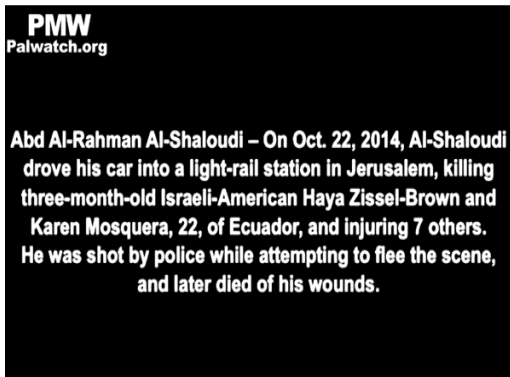 PMW
Palwatch.org
Abd Al-Rahman Al-Shaloudi – On Oct. 22, 2014, Al-Shaloudi
drove his car into a light-rail station in Jerusalem, killing
three-month-old Israeli-American Haya Zissel-Brown and
Karen Mosquera, 22, of Ecuador, and injuring 7 others.
He was shot by police while attempting to flee the scene,
and later died of his wounds.